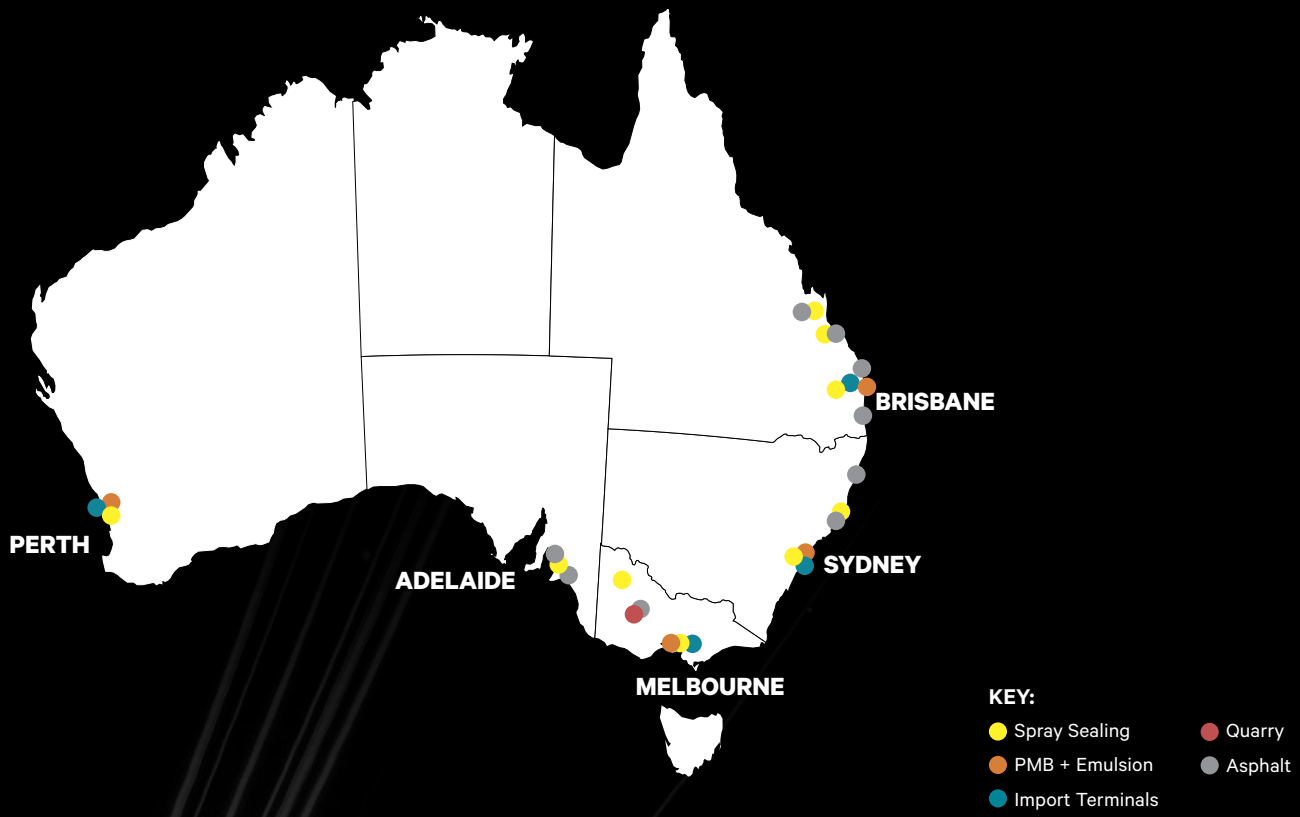 BRISBANE
PERTH
ADELAIDE
SYDNEY
MELBOURNE
KEY:
Spray Sealing
PMB + Emulsion
Import Terminals
Quarry
Asphalt